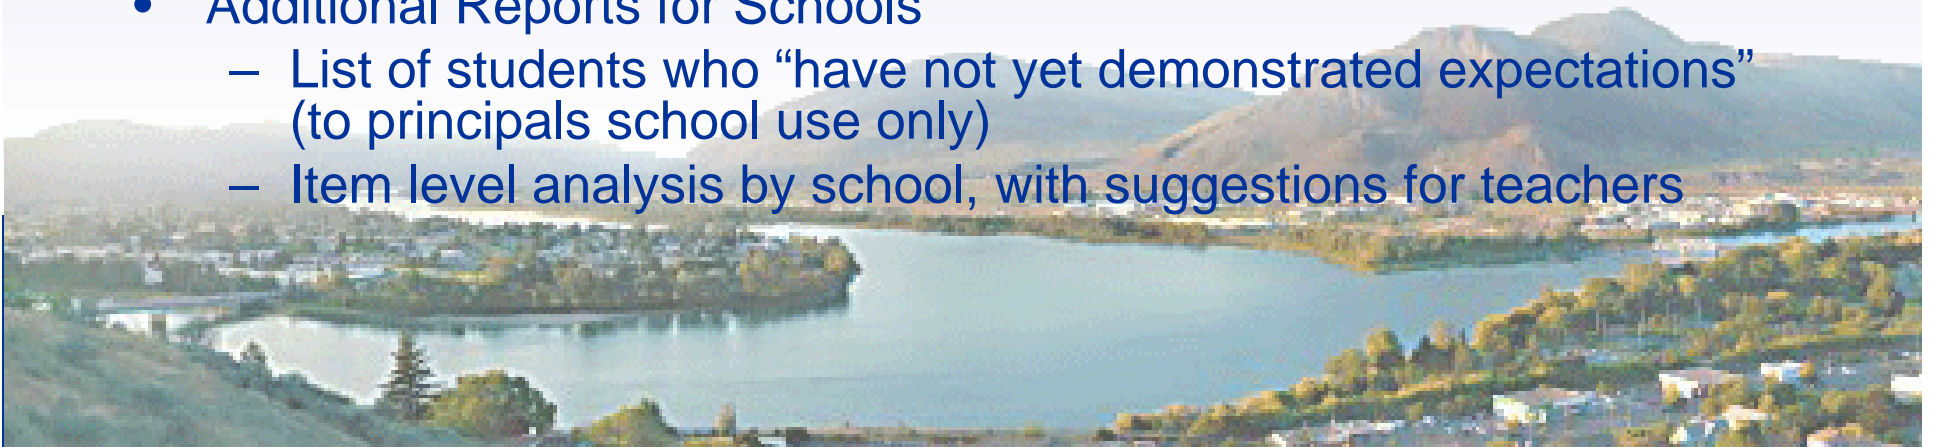 • Additional Reports for Schools
– List of students who “have not yet demonstrated expectations”
(to principals school use only)
– Item level analysis by school, with suggestions for teachers